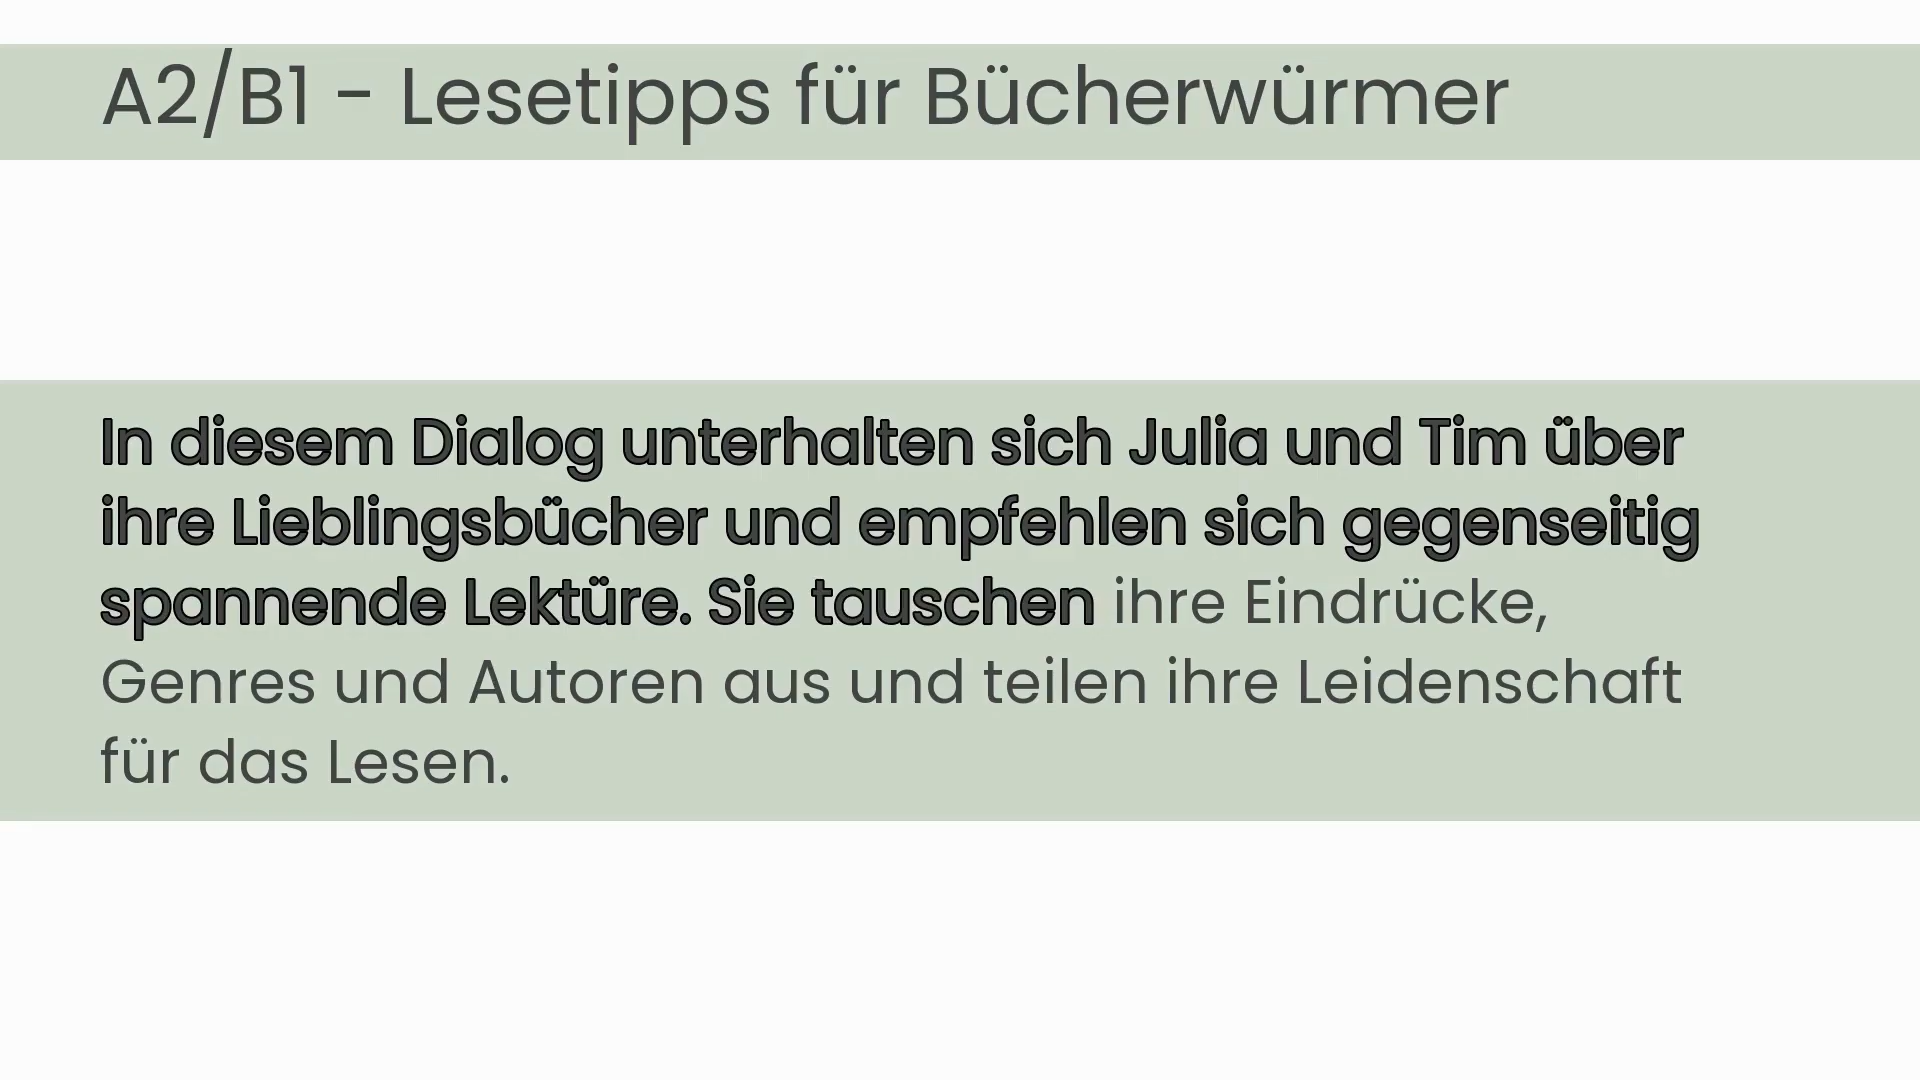 A2/B1 - Lesetipps für Bücherwürmer
In diesem Dialog unterhalten sich Julia und Tim über
ihre Lieblingsbücher und empfehlen sich gegenseitig
spannende Lektüre. Sie tauschen ihre Eindrücke,
Genres und Autoren aus und teilen ihre Leidenschaft
für das Lesen.